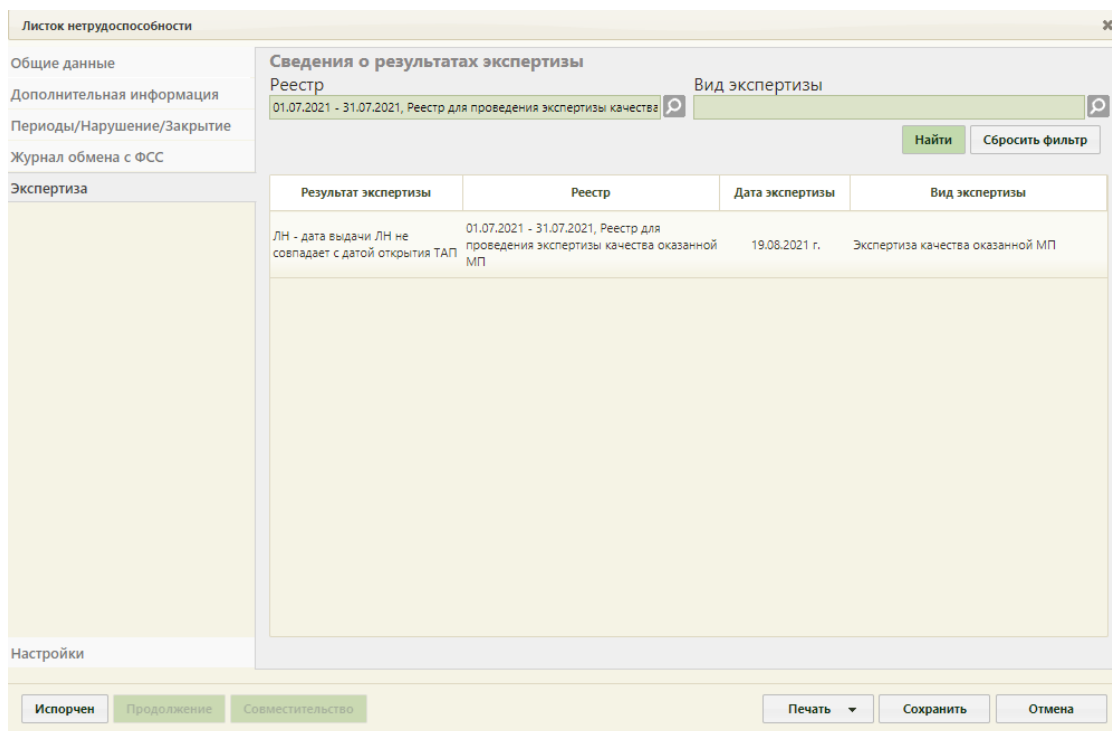 Листок нетрудоспособности
Общие данные
Дополнительная информация
Периоды/Нарушение/Закрытие
Журнал обмена с ФСС
Экспертиза
Настройки
Сведения о результатах экспертизы
Реестр
Вид экспертизы
01.07.2021 - 31.07.2021, Реестр для проведения экспертизы качества
Найти
Сбросить фильтр
Результат экспертизы
Реестр
Дата экспертизы
Вид экспертизы
ЛН - дата выдачи ЛН не
совпадает с датой открытия ТАП
01.07.2021 - 31.07.2021, Реестр для
проведения экспертизы качества оказанной
МП
19.08.2021 г.
Экспертиза качества оказанной МП
Испорчен
Продолжение
Совместительство
Печать
Сохранить
Отмена